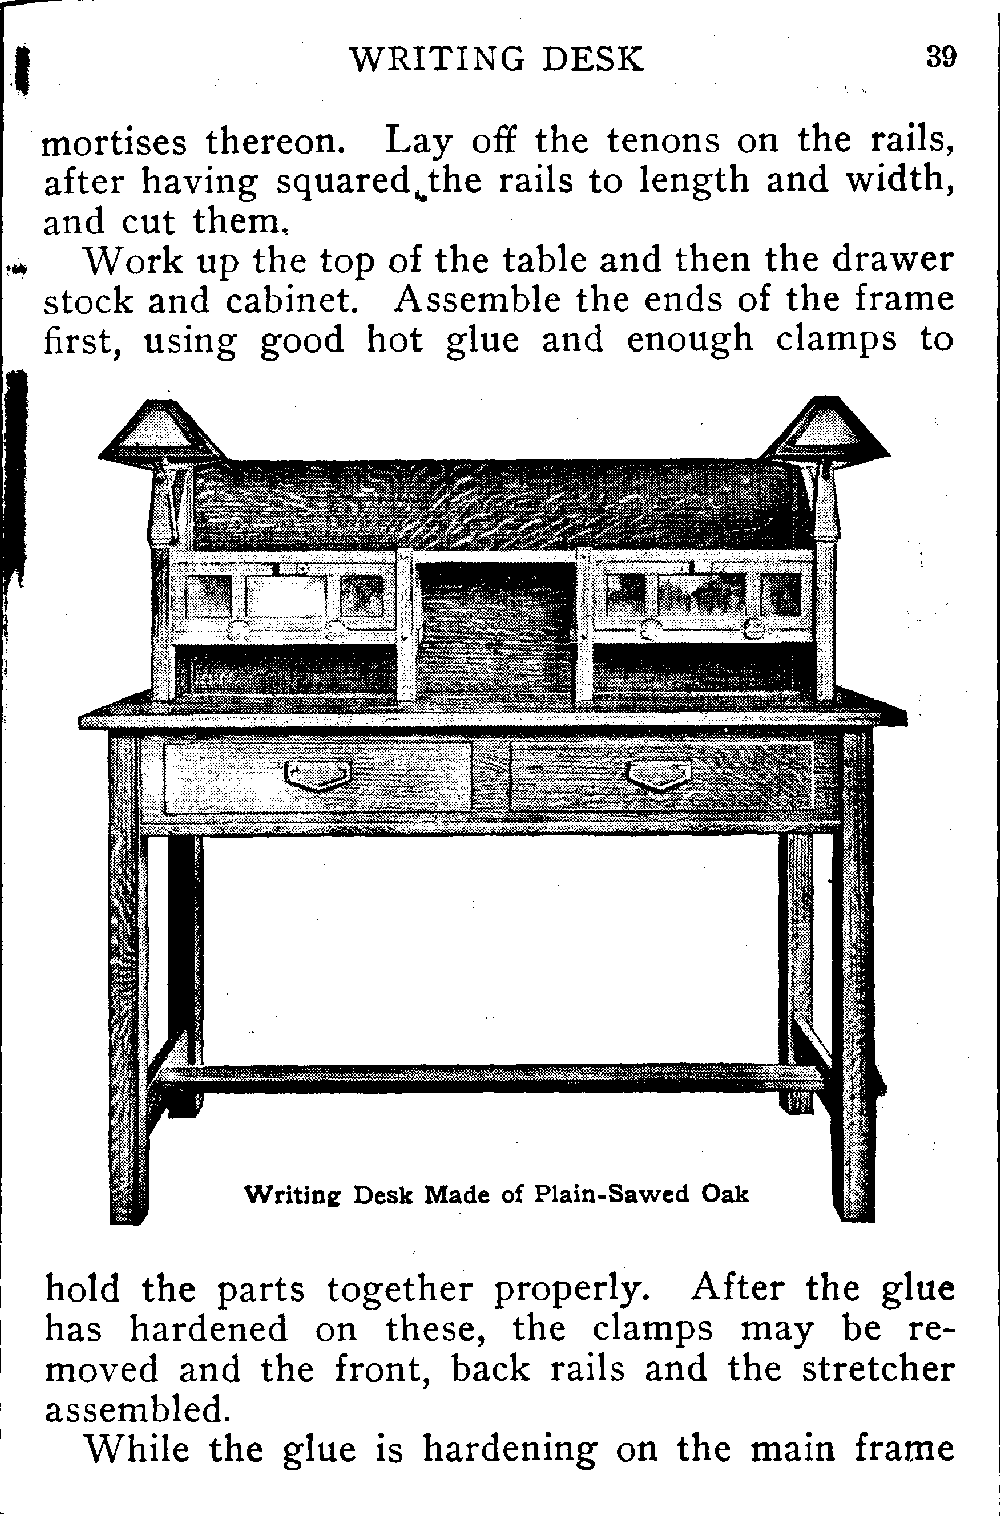 WRITING DESK 39
mortises thereon. Lay off the tenons on the rails,
after having squared the rails to length and width,
and cut them.
Work up the top of the table and then the drawer
stock and cabinet. Assemble the ends of the frame
first, using good hot glue and enough clamps to
Writing Desk Made of Plain-Sawed Oak
hold the parts together properly. After the glue
has hardened on these, the clamps may be re-
moved and the front, back rails and the stretcher
assembled.
While the glue is hardening on the main frame